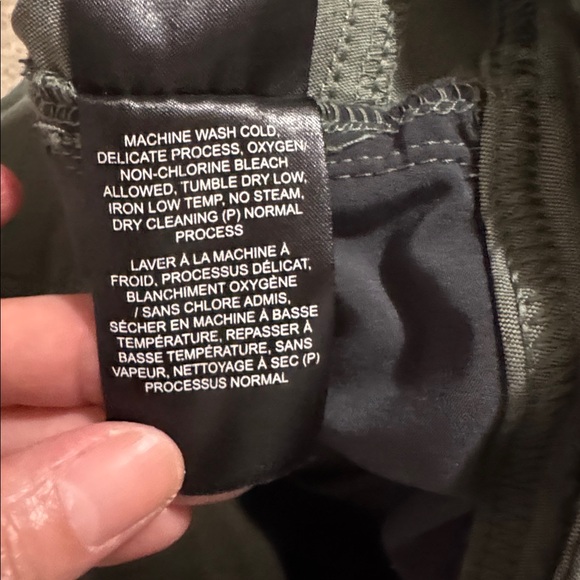 MACHINE WASH COLD,
DELICATE PROCESS, OXYGEN/
NON-CHLORINE BLEACH
ALLOWED, TUMBLE DRY LOW,
IRON LOW TEMP, NO STEAM,
DRY CLEANING (P) NORMAL
PROCESS
LAVER À LA MACHINE À
FROID, PROCESSUS DÉLICAT,
BLANCHIMENT OXYGÈNE
/ SANS CHLORE ADMIS,
SÉCHER EN MACHINE À BASSE
TEMPÉRATURE, REPASSER À
BASSE TEMPÉRATURE, SANS
VAPEUR, NETTOYAGE À SEC (P)
PROCESSUS NORMAL